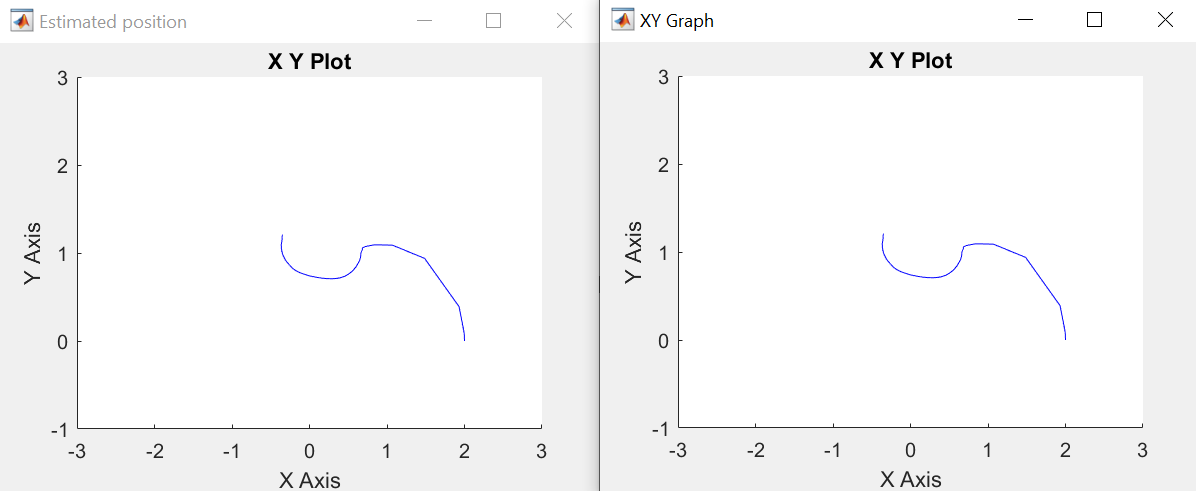 Estimated position
X Y Plot
3
2
1
0
-1
Y Axis
-3 -2 -1 0 1 2 3
X Axis
XY Graph
X Y Plot
3
2
1
0
-1
Y Axis
-3 -2 -1 0 1 2 3
X Axis